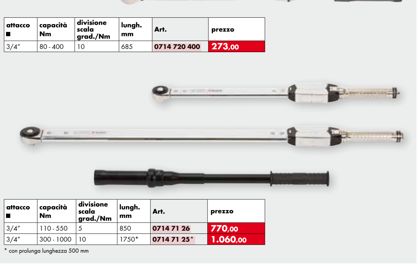 attacco ■ capacità Nm divisione scala grad./Nm lungh. mm Art. prezzo
3/4" 80 - 400 10 685 0714 720 400 273,00
attacco ■ capacità Nm divisione scala grad./Nm lungh. mm Art. prezzo
3/4" 110 - 550 5 850 0714 71 26 770,00
3/4" 300 - 1000 10 1750* 0714 71 25* 1.060,00
* con prolunga lunghezza 500 mm